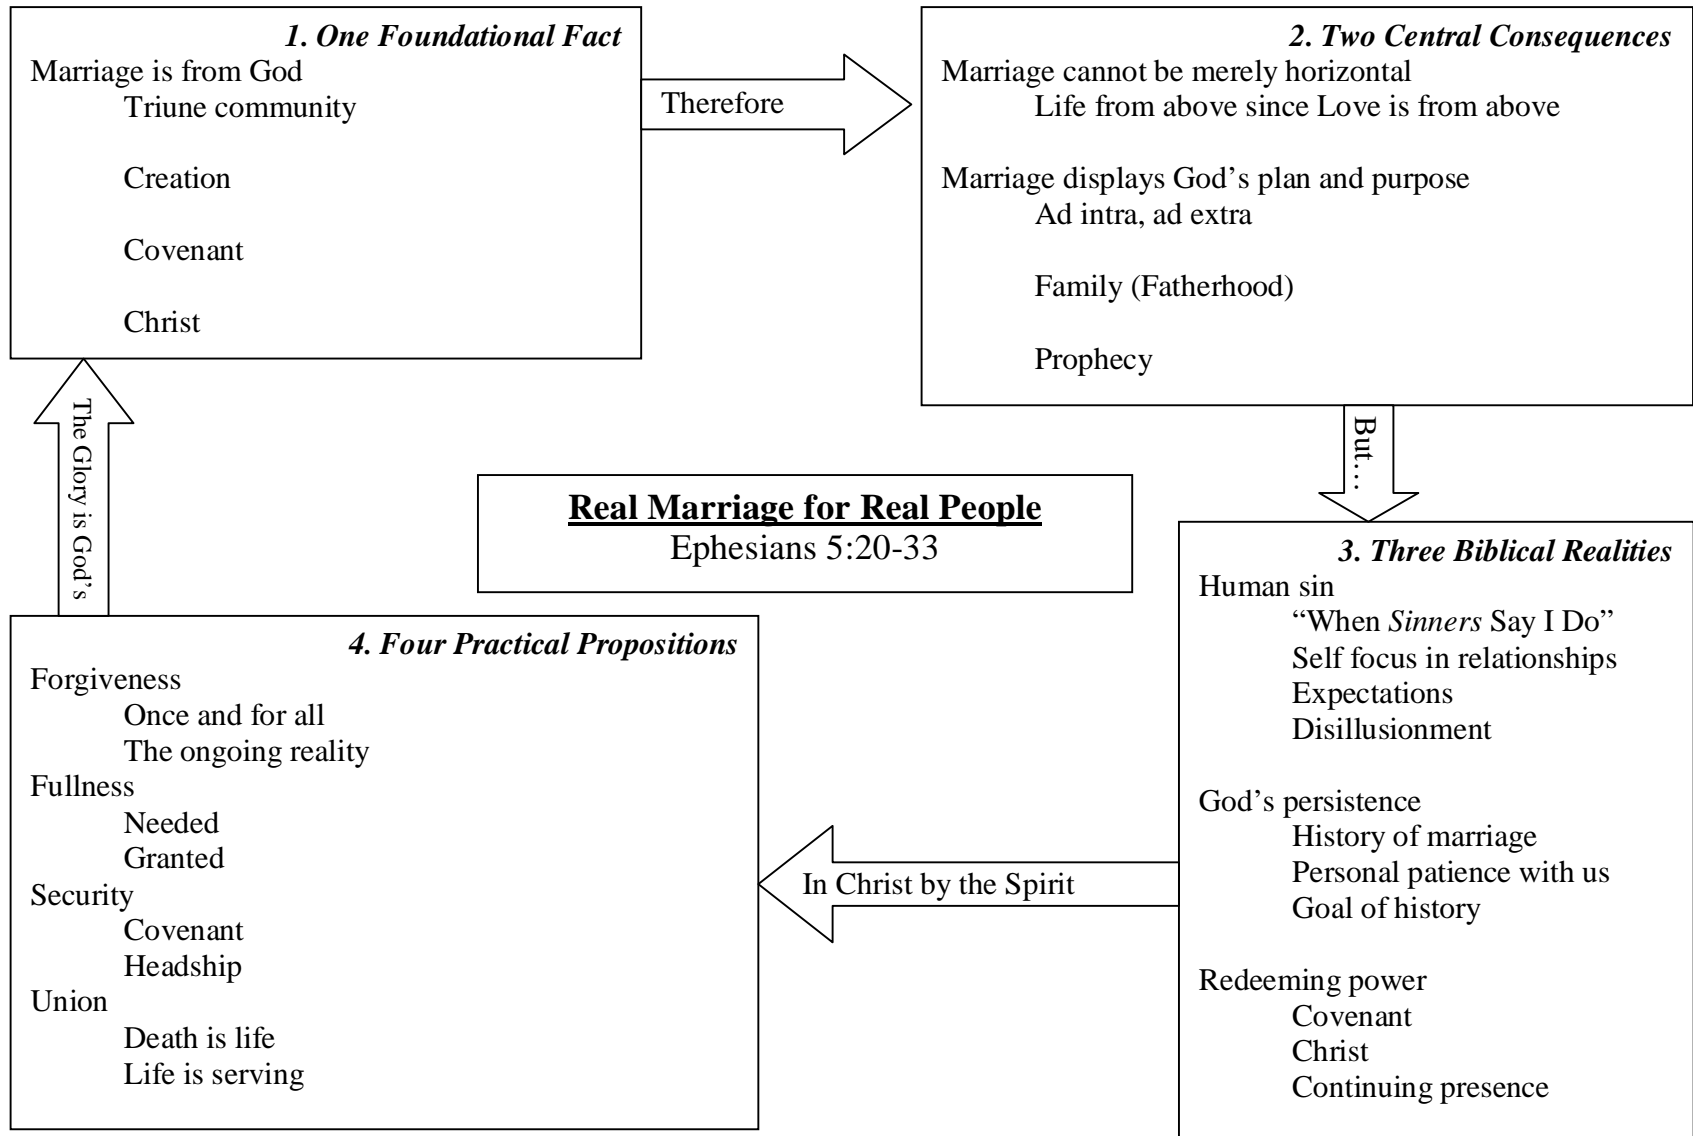 1. One Foundational Fact
Marriage is from God
Triune community
Creation
Covenant
Christ
Therefore
2. Two Central Consequences
Marriage cannot be merely horizontal
Life from above since Love is from above
Marriage displays God’s plan and purpose
Ad intra, ad extra
Family (Fatherhood)
Prophecy
But…
Real Marriage for Real People
Ephesians 5:20-33
3. Three Biblical Realities
Human sin
“When Sinners Say I Do”
Self focus in relationships
Expectations
Disillusionment
God’s persistence
History of marriage
Personal patience with us
Goal of history
Redeeming power
Covenant
Christ
Continuing presence
In Christ by the Spirit
4. Four Practical Propositions
Forgiveness
Once and for all
The ongoing reality
Fullness
Needed
Granted
Security
Covenant
Headship
Union
Death is life
Life is serving
The Glory is God’s